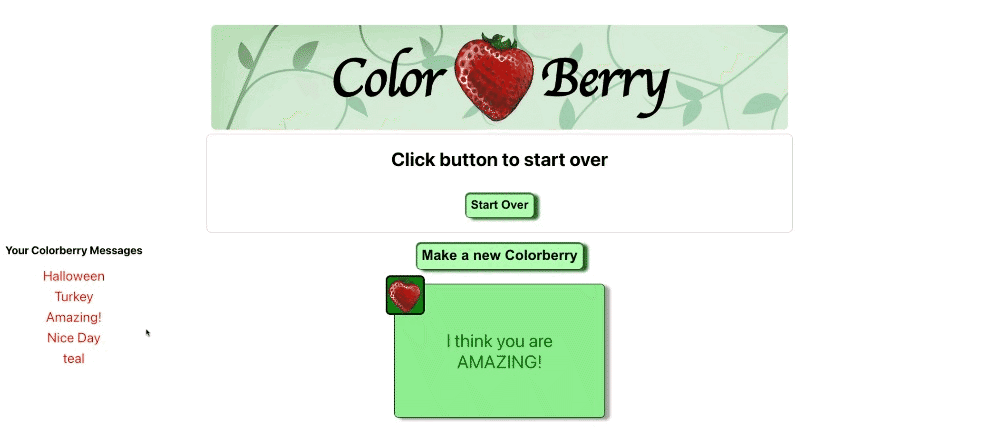 Color Berry
Click button to start over
Start Over
Your Colorberry Messages
Halloween
Turkey
Amazing!
Nice Day
teal
Make a new Colorberry
I think you are
AMAZING!